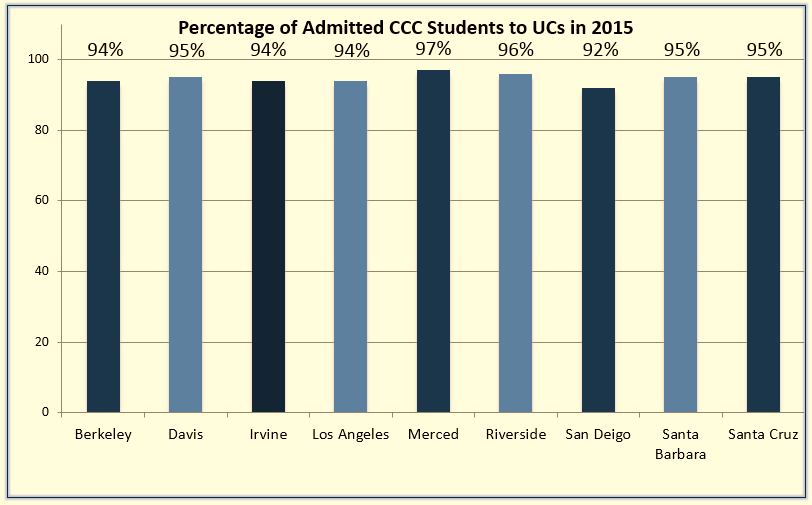 Percentage of Admitted CCC Students to UCs in 2015
94% 95% 94% 94% 97% 96% 92% 95% 95%
100
80
60
40
20
0
Berkeley Davis Irvine Los Angeles Merced Riverside San Deigo Santa Santa Cruz
Barbara